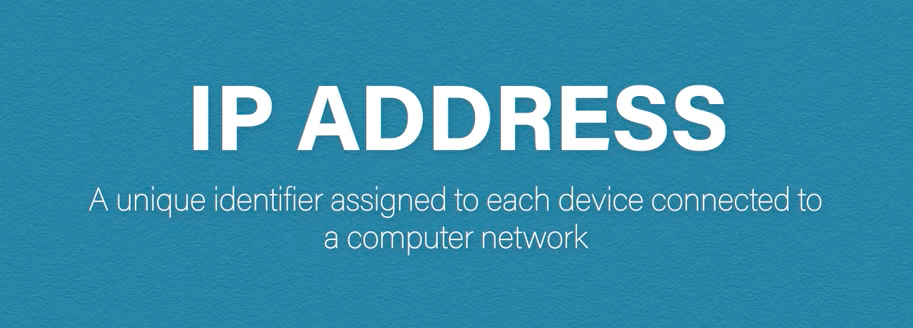 IP ADDRESS
A unique identifier assigned to each device connected to
a computer network